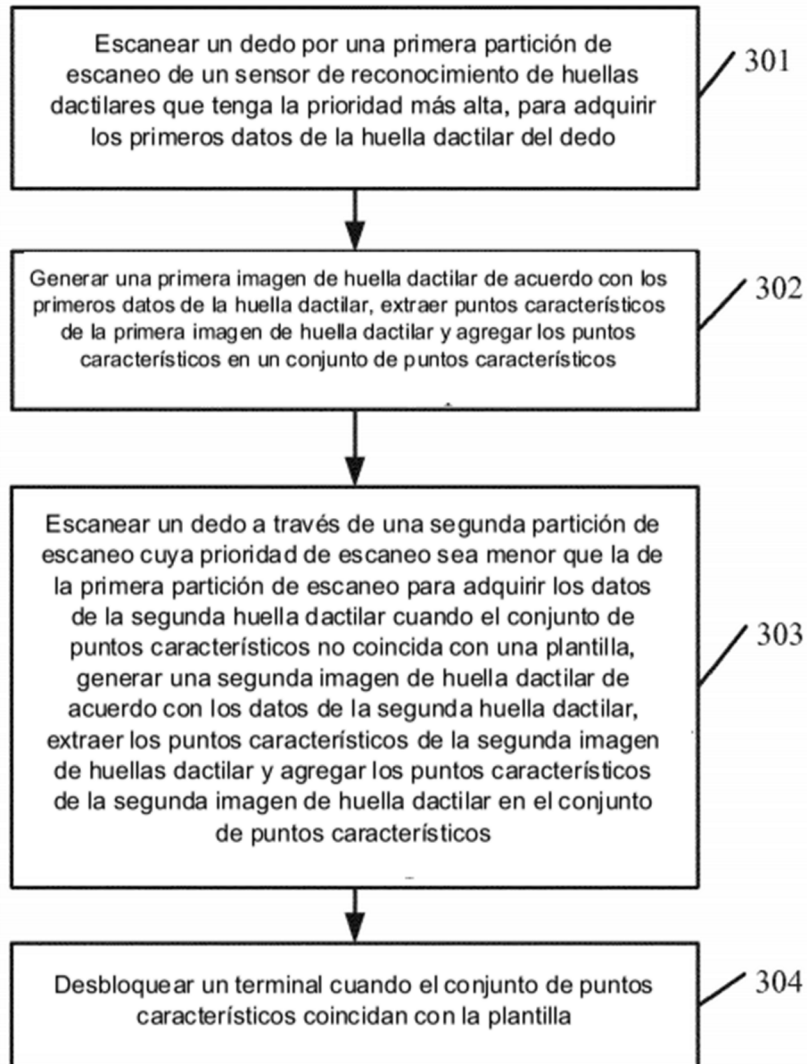 Escanear un dedo por una primera partición de
escaneo de un sensor de reconocimiento de huellas
dactilares que tenga la prioridad más alta, para adquirir
los primeros datos de la huella dactilar del dedo
301
Generar una primera imagen de huella dactilar de acuerdo con los
primeros datos de la huella dactilar, extraer puntos característicos
de la primera imagen de huella dactilar y agregar los puntos
característicos en un conjunto de puntos característicos
302
Escanear un dedo a través de una segunda partición de
escaneo cuya prioridad de escaneo sea menor que la de
la primera partición de escaneo para adquirir los datos
de la segunda huella dactilar cuando el conjunto de
puntos característicos no coincida con una plantilla,
generar una segunda imagen de huella dactilar de
acuerdo con los datos de la segunda huella dactilar,
extraer los puntos característicos de la segunda imagen
de huellas dactilar y agregar los puntos característicos
de la segunda imagen de huella dactilar en el conjunto
de puntos característicos
303
Desbloquear un terminal cuando el conjunto de puntos
característicos coincidan con la plantilla
304